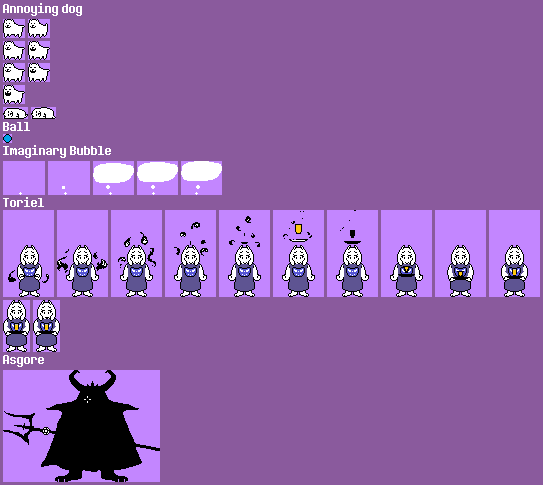 Annoying dog
Ball
Imaginary Bubble
Toriel
Asgore